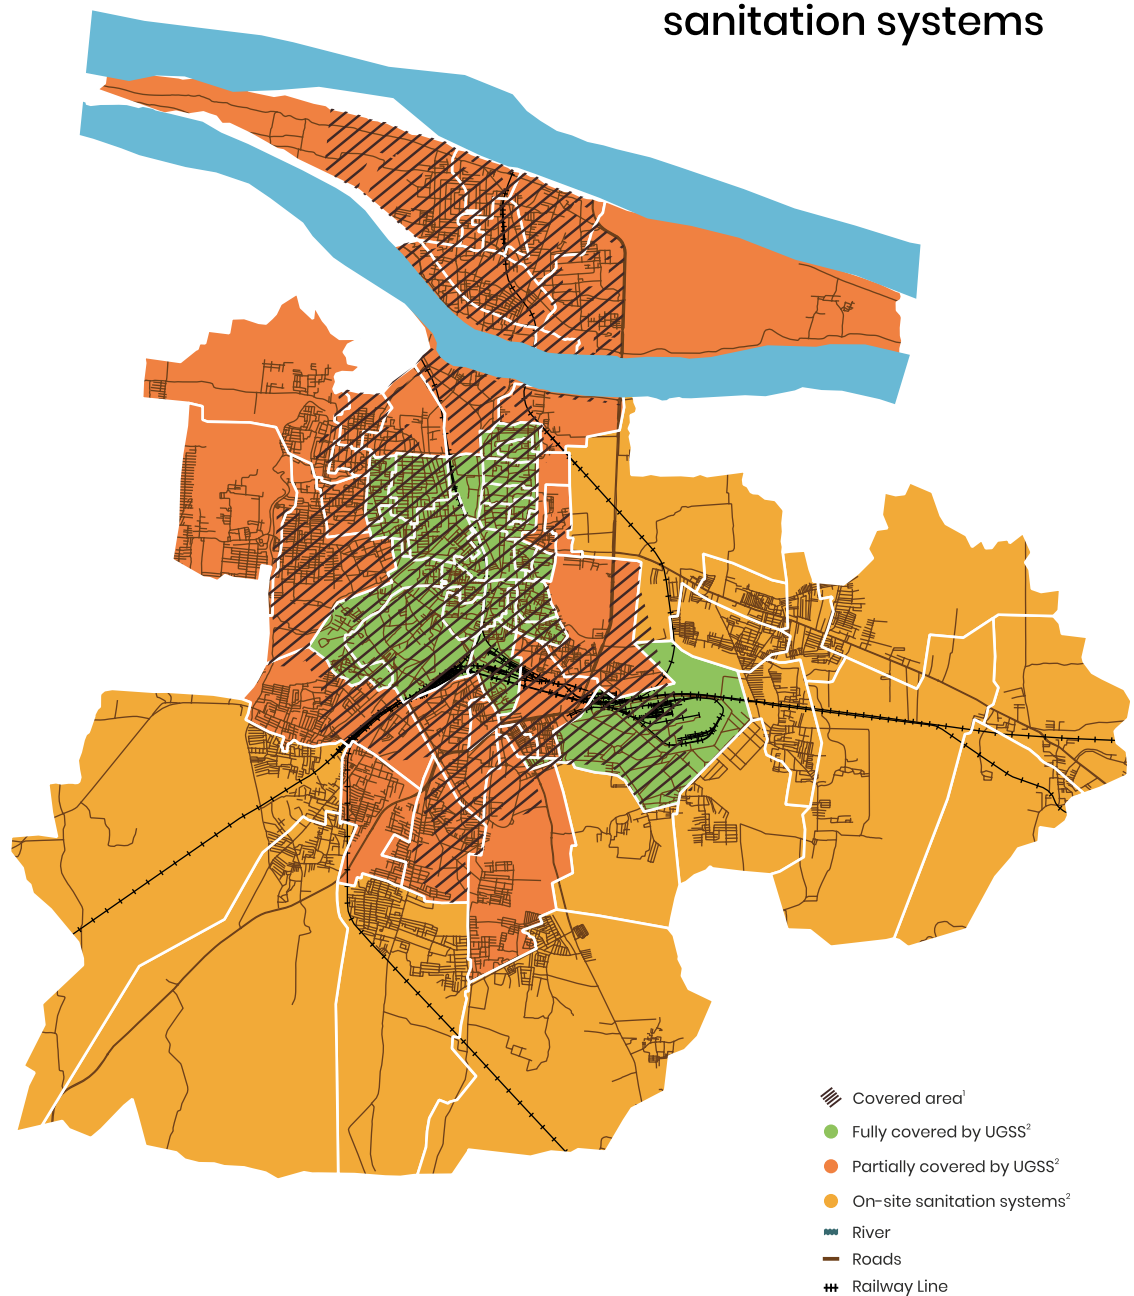 sanitation systems
Covered area¹
Fully covered by UGSS²
Partially covered by UGSS²
On-site sanitation systems²
River
Roads
Railway Line